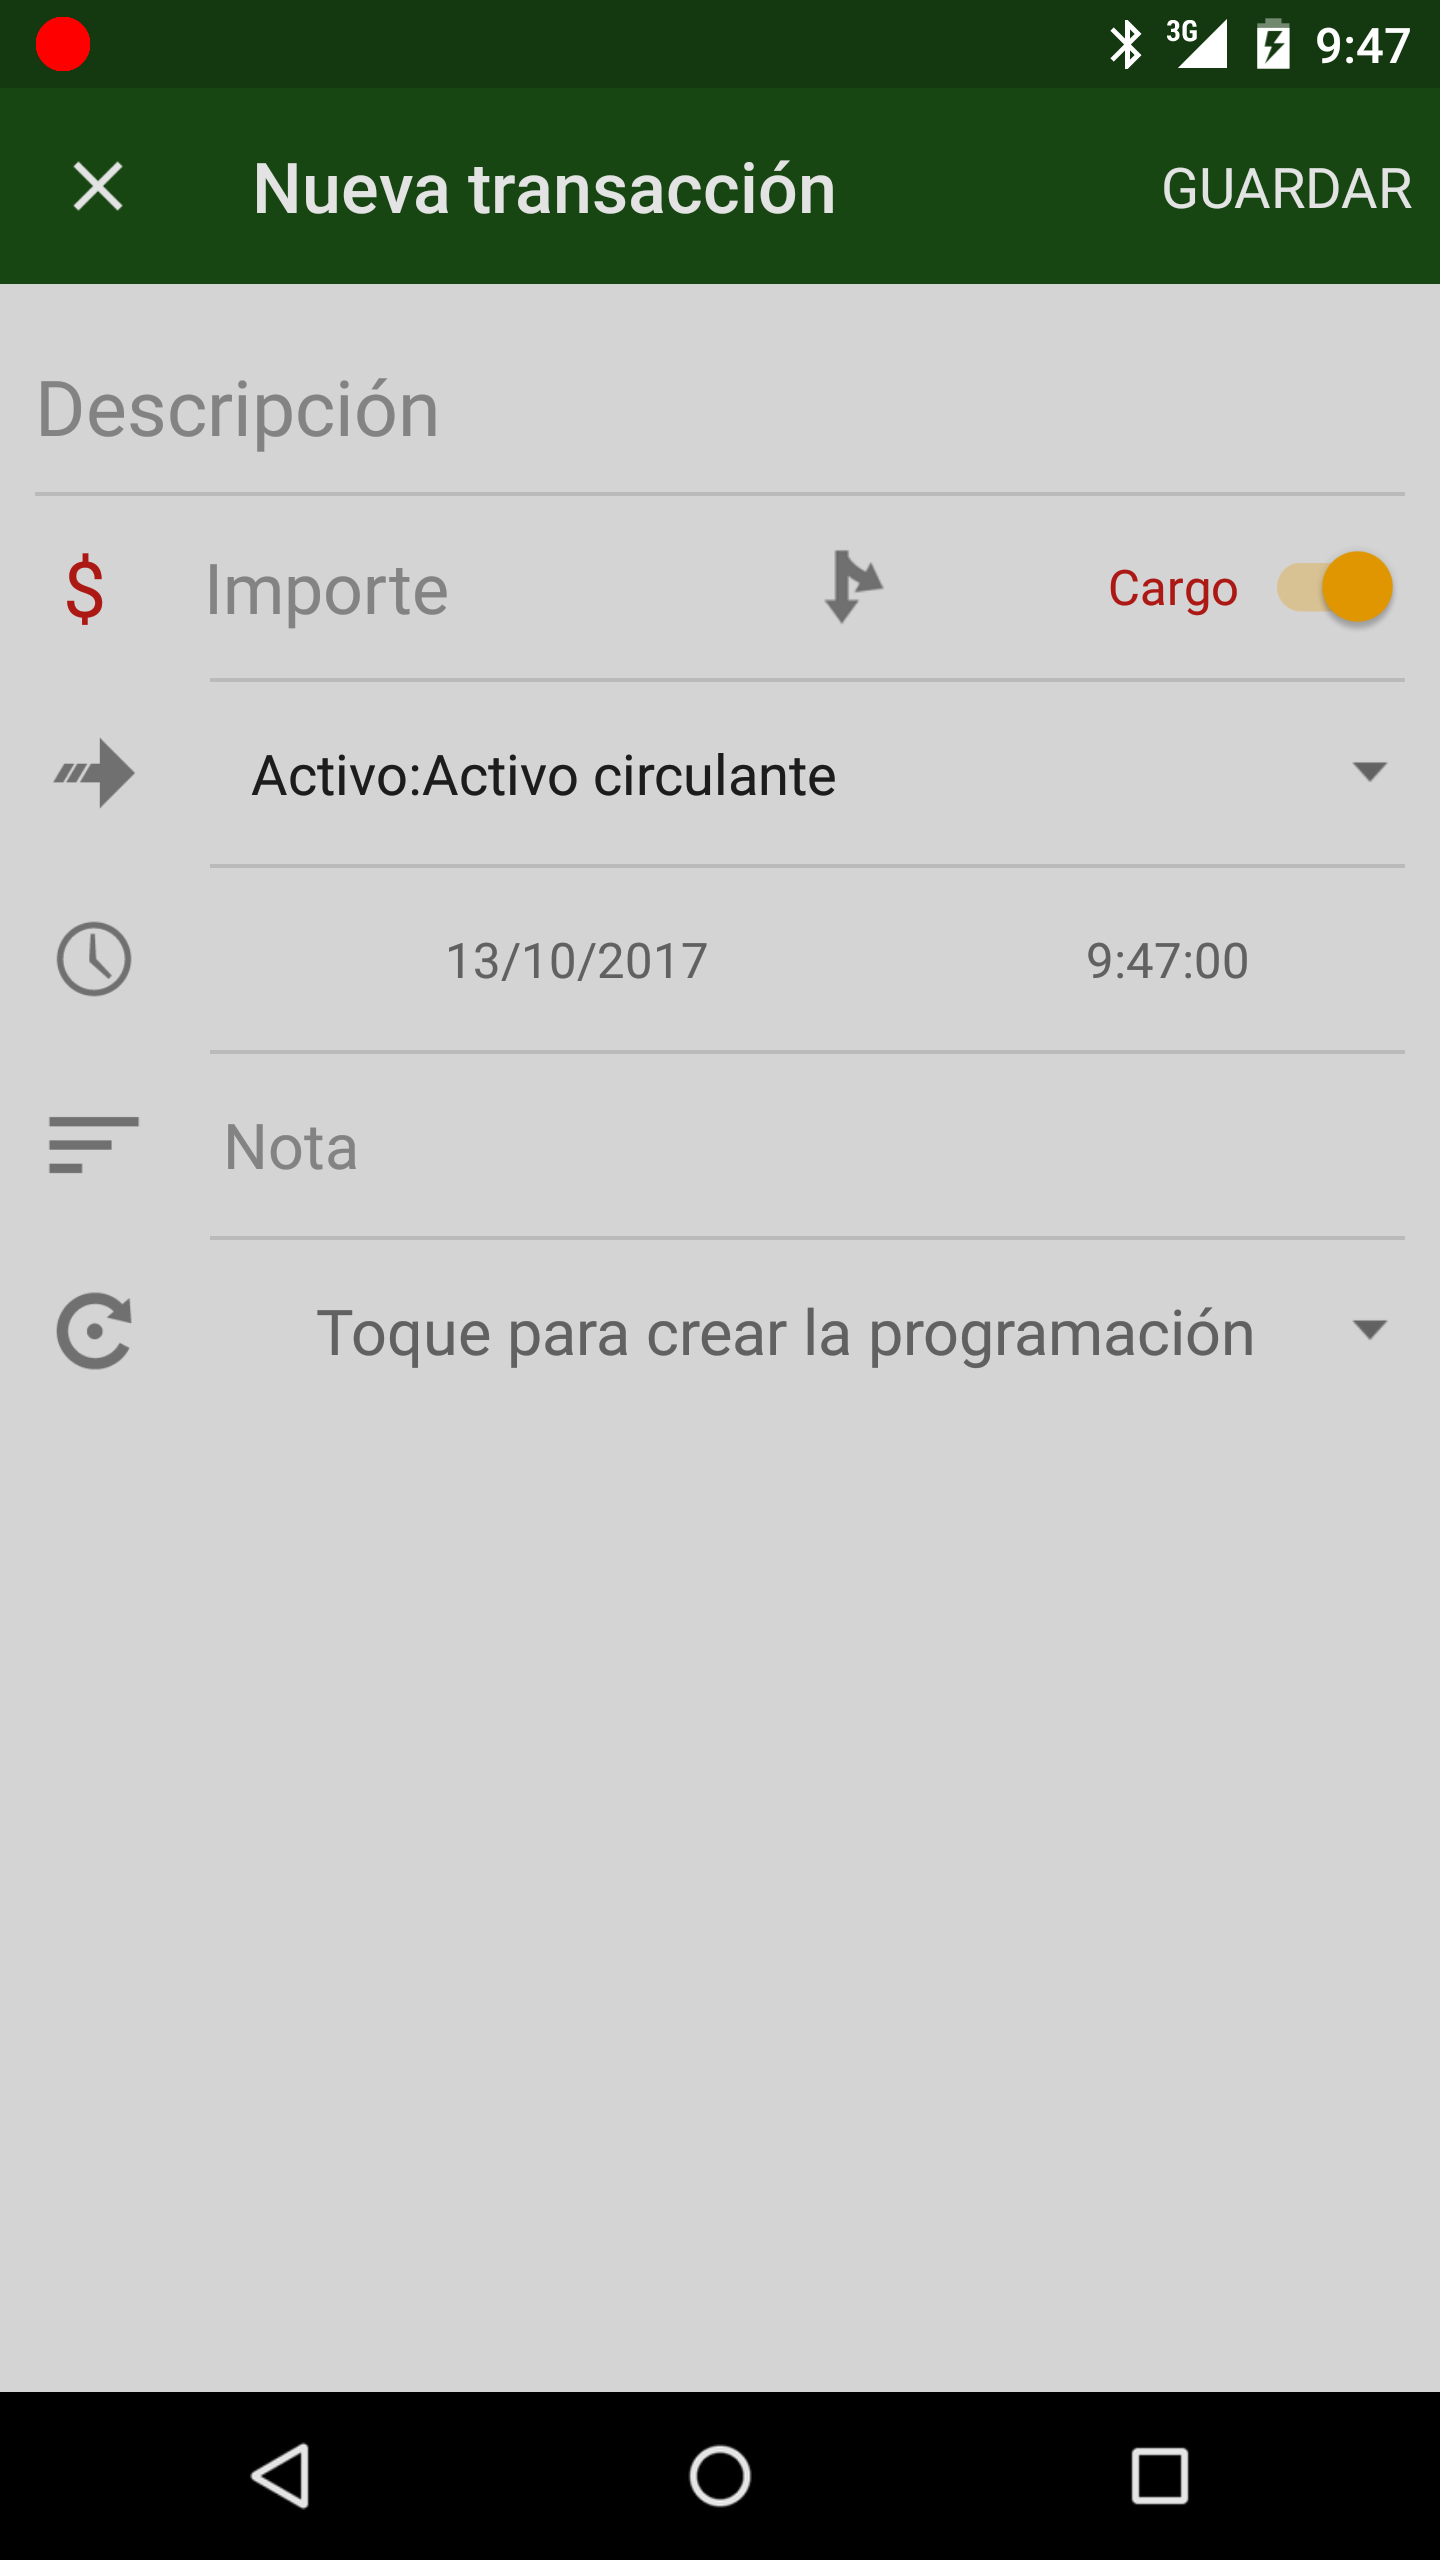 3G 9:47
Nueva transacción GUARDAR
Descripción
$ Importe Cargo
Activo:Activo circulante
13/10/2017 9:47:00
Nota
Toque para crear la programación